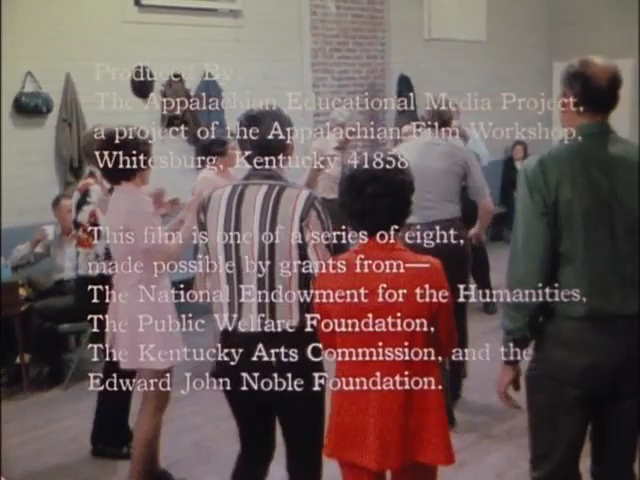 Produced By:
The Appalachian Educational Media Project,
a project of the Appalachian Film Workshop,
Whitesburg, Kentucky 41858
This film is one of a series of eight,
made possible by grants from—
The National Endowment for the Humanities,
The Public Welfare Foundation,
The Kentucky Arts Commission, and the
Edward John Noble Foundation.